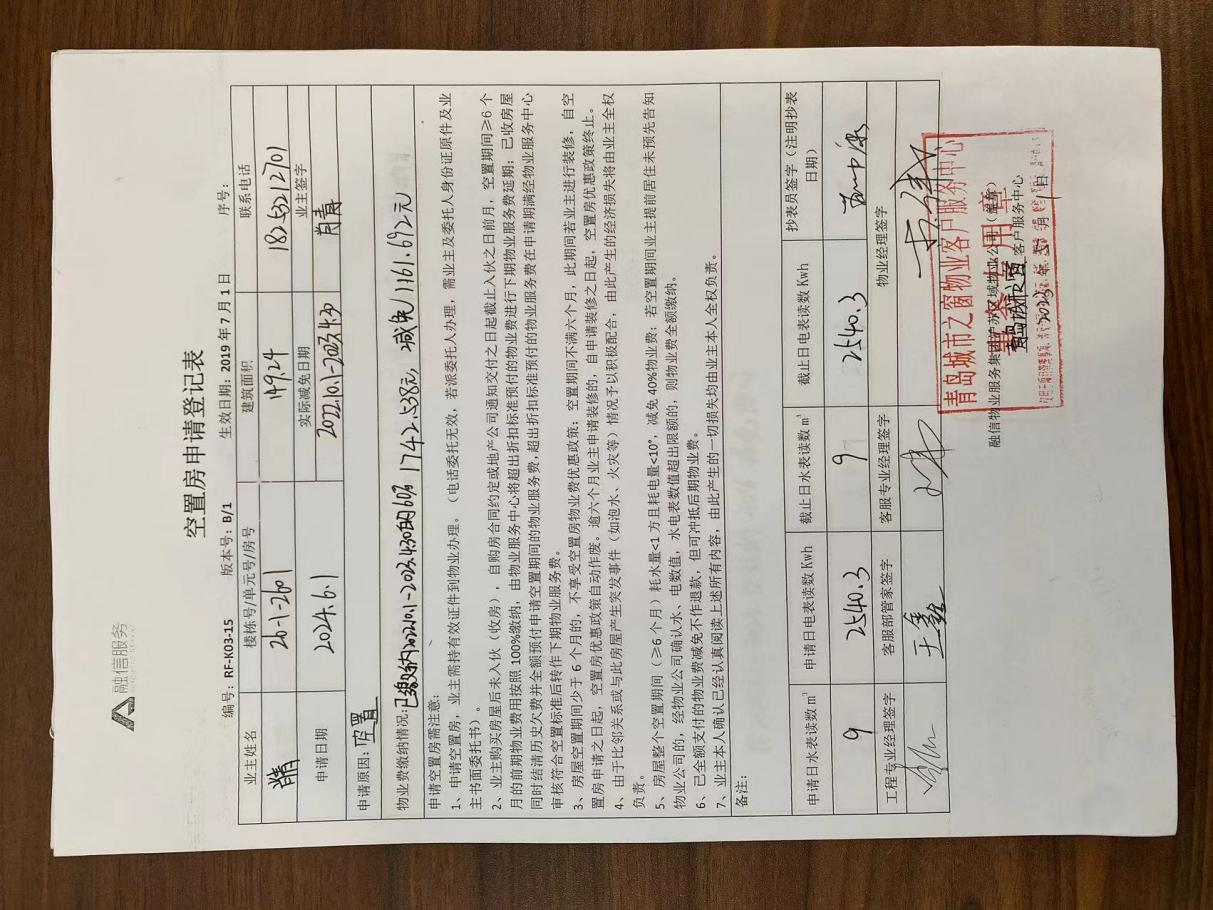 融信服务
空置房申请登记表
编号：RF-K03-15 版本号：B/1 生效日期：2019年7月1日 序号：
业主姓名 楼栋号/单元号/房号 建筑面积 联系电话
肖青 26-1-2601 149.24 18253212701
申请日期 2024.6.1 实际减免日期 业主签字
2022.10.1-2023.4.30 肖青
申请原因：空置
物业费缴纳情况：已缴纳2022.10.1-2023.4.30的60% 1742.538元，减免1161.692元
申请空置房需注意：
1、申请空置房，业主需持有效证件到物业办理。（电话委托无效，若派委托人办理，需业主及委托人身份证原件及业
主书面委托书）。
2、业主购买房屋后未入伙（收房），自购房合同约定或地产公司通知交付之日起截止入伙之日前月，空置期间≥6个
月的前期物业费用按照100%缴纳，由物业服务中心将超出折扣标准预付的物业费进行下期物业服务费延期；已收房屋
同时结清历史欠费并全额预付申请空置期间的物业服务费，超出折扣标准预付的物业服务费在申请期满经物业服务中心
审核符合空置标准后转作下期物业服务费。
3、房屋空置期间少于6个月的，不享受空置房物业费优惠政策；空置期间不满六个月，此期间若业主进行装修，自空
置房申请之日起，空置房优惠政策自动作废。逾六个月业主申请装修的，自申请装修之日起，空置房优惠政策终止。
4、由于比邻关系或与此房屋产生突发事件（如泡水、火灾等）情况予以积极配合，由此产生的经济损失将由业主全权
负责。
5、房屋整个空置期间（≥6个月）耗水量<1方且耗电量<10°，减免40%物业费；若空置期间业主提前居住未预先告知
物业公司的，经物业公司确认水、电数值，水电表数值超出限额的，则物业费全额缴纳。
6、已全额支付的物业费减免不作退款，但可冲抵后期物业费。
7、业主本人确认已经认真阅读上述所有内容，由此产生的一切损失均由业主本人全权负责。
备注：
申请日水表读数m³ 申请日电表读数Kwh 截止日水表读数m³ 截止日电表读数Kwh 抄表员签字（注明抄表日期）
9 2540.3 9 2540.3
工程专业经理签字 客服部管家签字 客服专业经理签字 物业经理签字
王鑫
青岛城市之窗物业客户服务中心
融信物业服务集团江苏区域物业公司（盖章）
客户服务中心